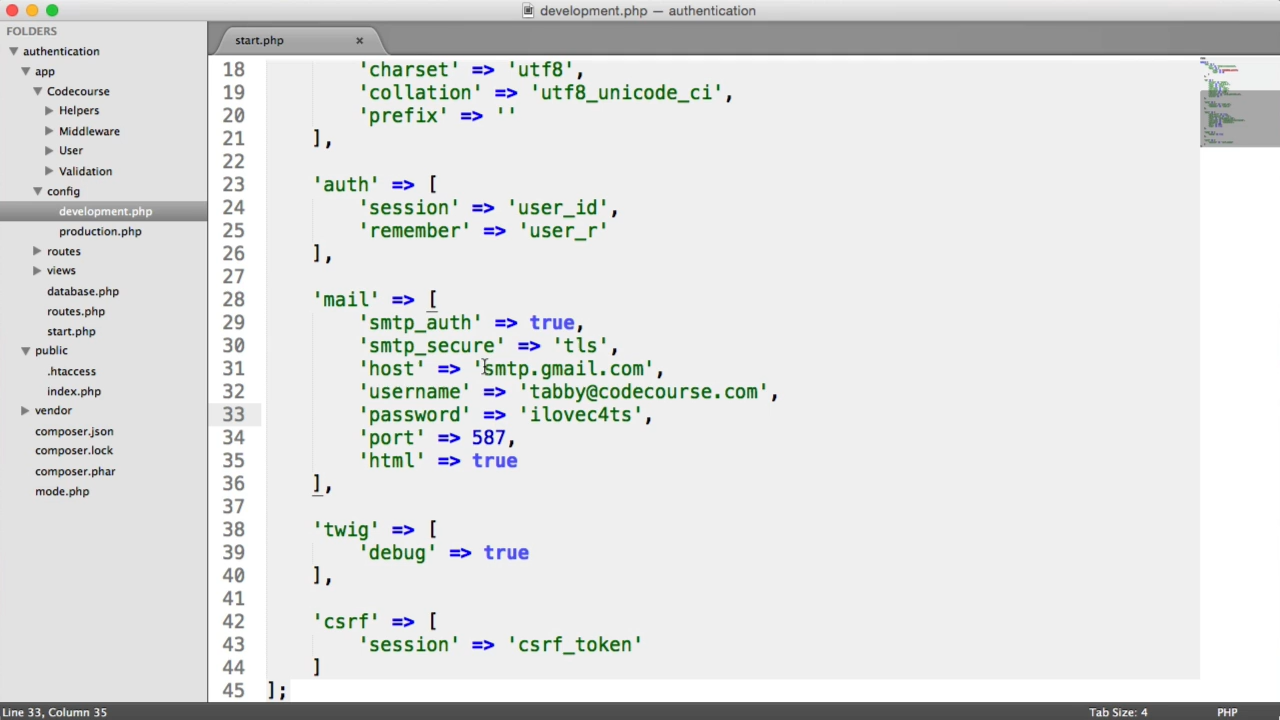 development.php — authentication
FOLDERS
authentication
app
Codecourse
Helpers
Middleware
User
Validation
config
development.php
production.php
routes
views
database.php
routes.php
start.php
public
.htaccess
index.php
vendor
composer.json
composer.lock
composer.phar
mode.php
start.php ×
18 'charset' => 'utf8',
19 'collation' => 'utf8_unicode_ci',
20 'prefix' => ''
21 ],
22
23 'auth' => [
24 'session' => 'user_id',
25 'remember' => 'user_r'
26 ],
27
28 'mail' => [
29 'smtp_auth' => true,
30 'smtp_secure' => 'tls',
31 'host' => 'smtp.gmail.com',
32 'username' => 'tabby@codecourse.com',
33 'password' => 'ilovec4ts',
34 'port' => 587,
35 'html' => true
36 ],
37
38 'twig' => [
39 'debug' => true
40 ],
41
42 'csrf' => [
43 'session' => 'csrf_token'
44 ]
45 ];
Line 33, Column 35
Tab Size: 4
PHP